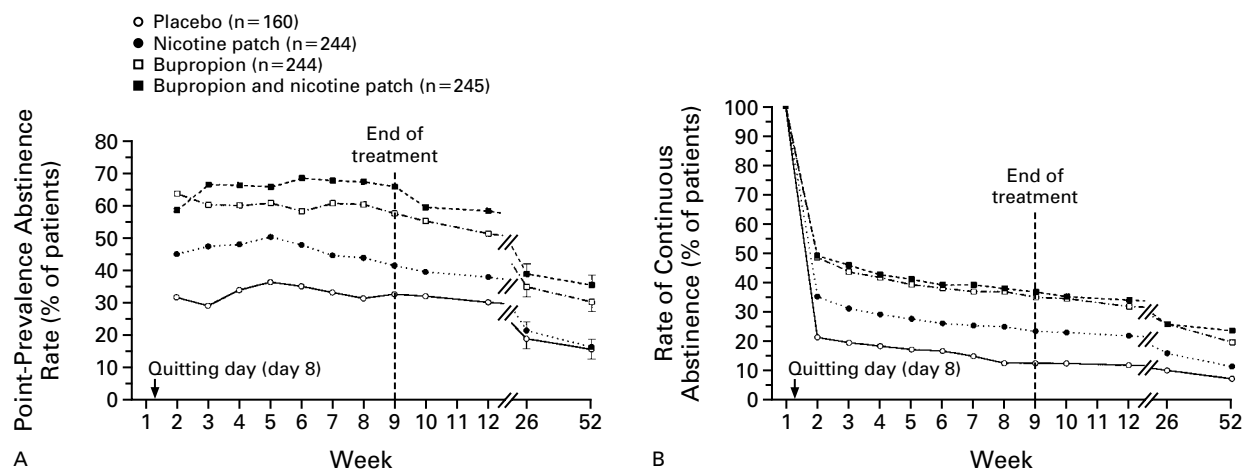 Placebo (n=160)
Nicotine patch (n=244)
Bupropion (n=244)
Bupropion and nicotine patch (n=245)
Point-Prevalence Abstinence
Rate (% of patients)
80
70
60
50
40
30
20
10
0
End of
treatment
Quitting day (day 8)
1 2 3 4 5 6 7 8 9 10 11 12 26 52
Week
A
Rate of Continuous
Abstinence (% of patients)
100
90
80
70
60
50
40
30
20
10
0
End of
treatment
Quitting day (day 8)
1 2 3 4 5 6 7 8 9 10 11 12 26 52
Week
B